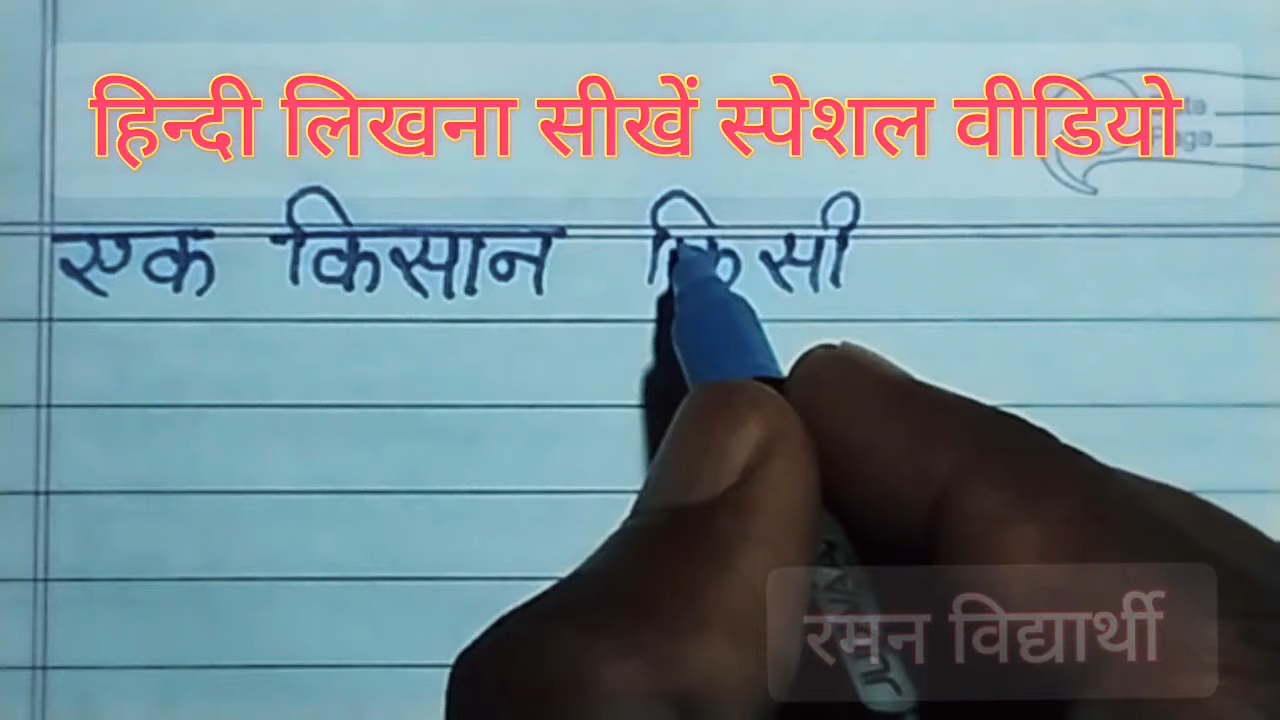 हिन्दी लिखना सीखें स्पेशल वीडियो
एक किसान किसी
रमन विद्यार्थी